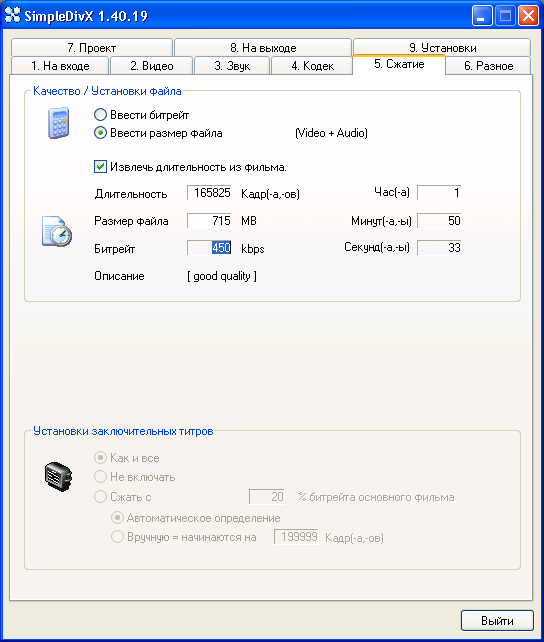 SimpleDivX 1.40.19
7. Проект 8. На выходе 9. Установки
1. На входе 2. Видео 3. Звук 4. Кодек 5. Сжатие 6. Разное
Качество / Установки файла
Ввести битрейт
Ввести размер файла (Video + Audio)
Извлечь длительность из фильма.
Длительность 165825 Кадр(-а,-ов) Час(-а) 1
Размер файла 715 MB Минут(-а,-ы) 50
Битрейт 450 kbps Секунд(-а,-ы) 33
Описание [ good quality ]
Установки заключительных титров
Как и все
Не включать
Сжать с 20 % битрейта основного фильма
Автоматическое определение
Вручную = начинаются на 199999 Кадр(-а,-ов)
Выйти